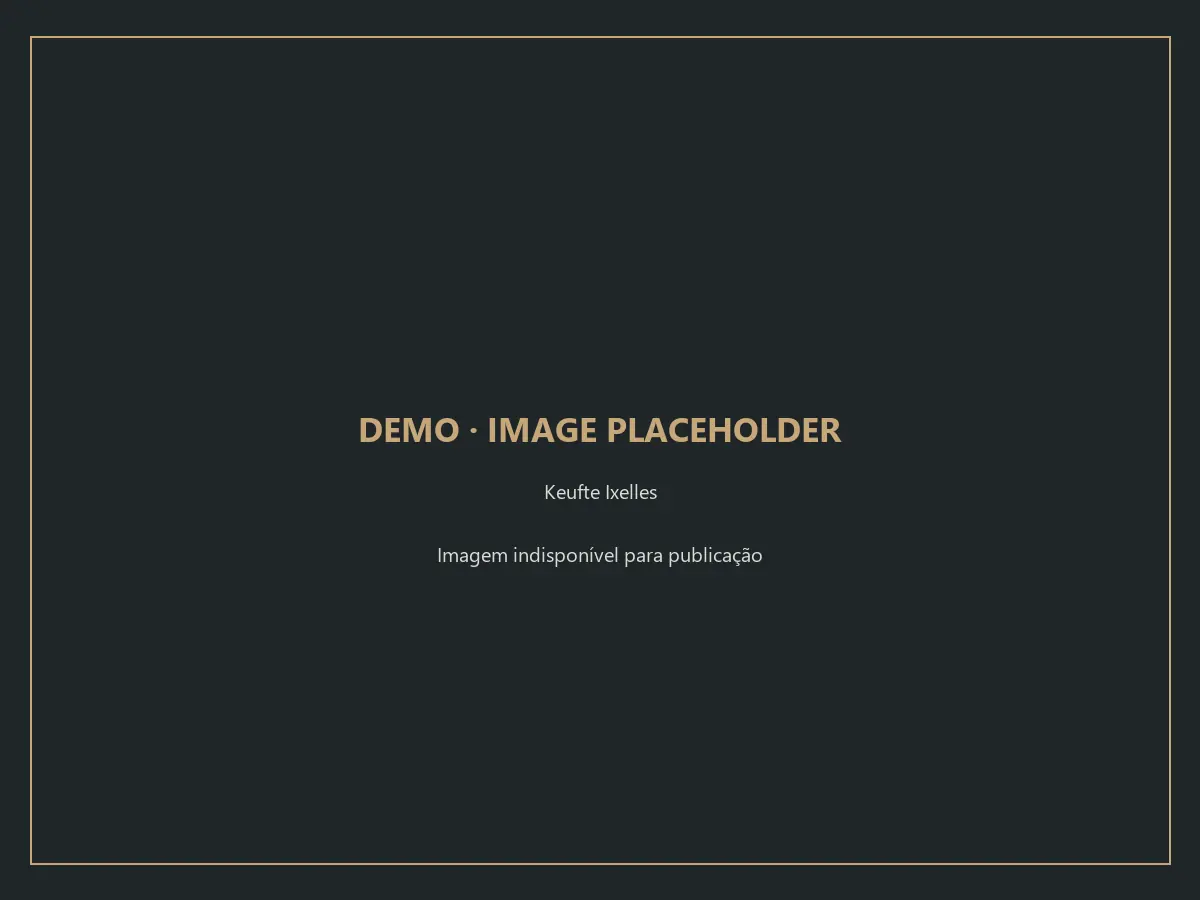 DEMO · IMAGE PLACEHOLDER
Keufte Ixelles
Imagem indisponível para publicação